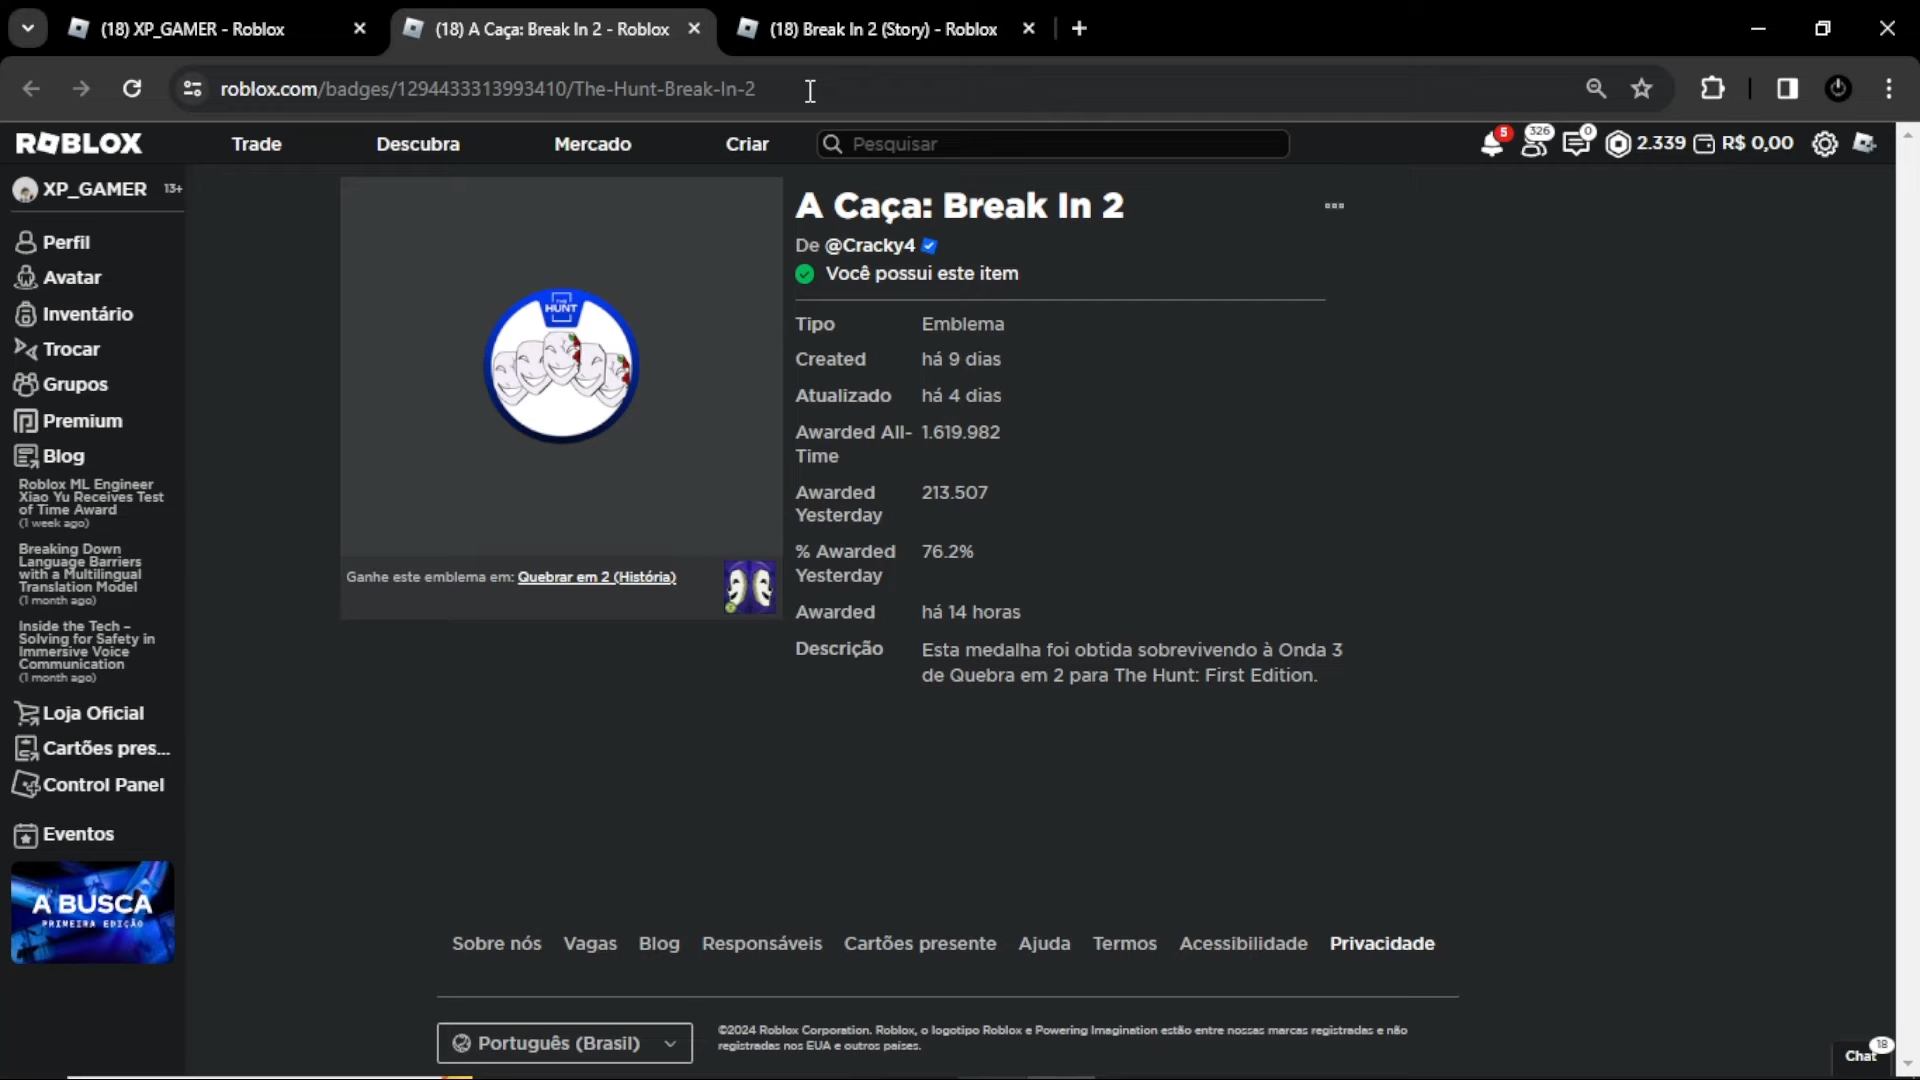 (18) XP_GAMER - Roblox
(18) A Caça: Break In 2 - Roblox
(18) Break In 2 (Story) - Roblox
roblox.com/badges/1294433313993410/The-Hunt-Break-In-2
ROBLOX
Trade
Descubra
Mercado
Criar
Pesquisar
5
326
0
2.339
R$ 0,00
XP_GAMER
13+
Perfil
Avatar
Inventário
Trocar
Grupos
Premium
Blog
Roblox ML Engineer
Xiao Yu Receives Test
of Time Award
(1 week ago)
Breaking Down
Language Barriers
with a Multilingual
Translation Model
(1 month ago)
Inside the Tech –
Solving for Safety in
Immersive Voice
Communication
(1 month ago)
Loja Oficial
Cartões pres...
Control Panel
Eventos
A BUSCA
PRIMEIRA EDIÇÃO
THE
HUNT
Ganhe este emblema em: Quebrar em 2 (História)
A Caça: Break In 2
De @Cracky4
Você possui este item
Tipo Emblema
Created há 9 dias
Atualizado há 4 dias
Awarded All- 1.619.982
Time
Awarded 213.507
Yesterday
% Awarded 76.2%
Yesterday
Awarded há 14 horas
Descrição Esta medalha foi obtida sobrevivendo à Onda 3
de Quebra em 2 para The Hunt: First Edition.
Sobre nós Vagas Blog Responsáveis Cartões presente Ajuda Termos Acessibilidade Privacidade
Português (Brasil)
©2024 Roblox Corporation. Roblox, o logotipo Roblox e Powering Imagination estão entre nossas marcas registradas e não
registradas nos EUA e outros países.
Chat
18